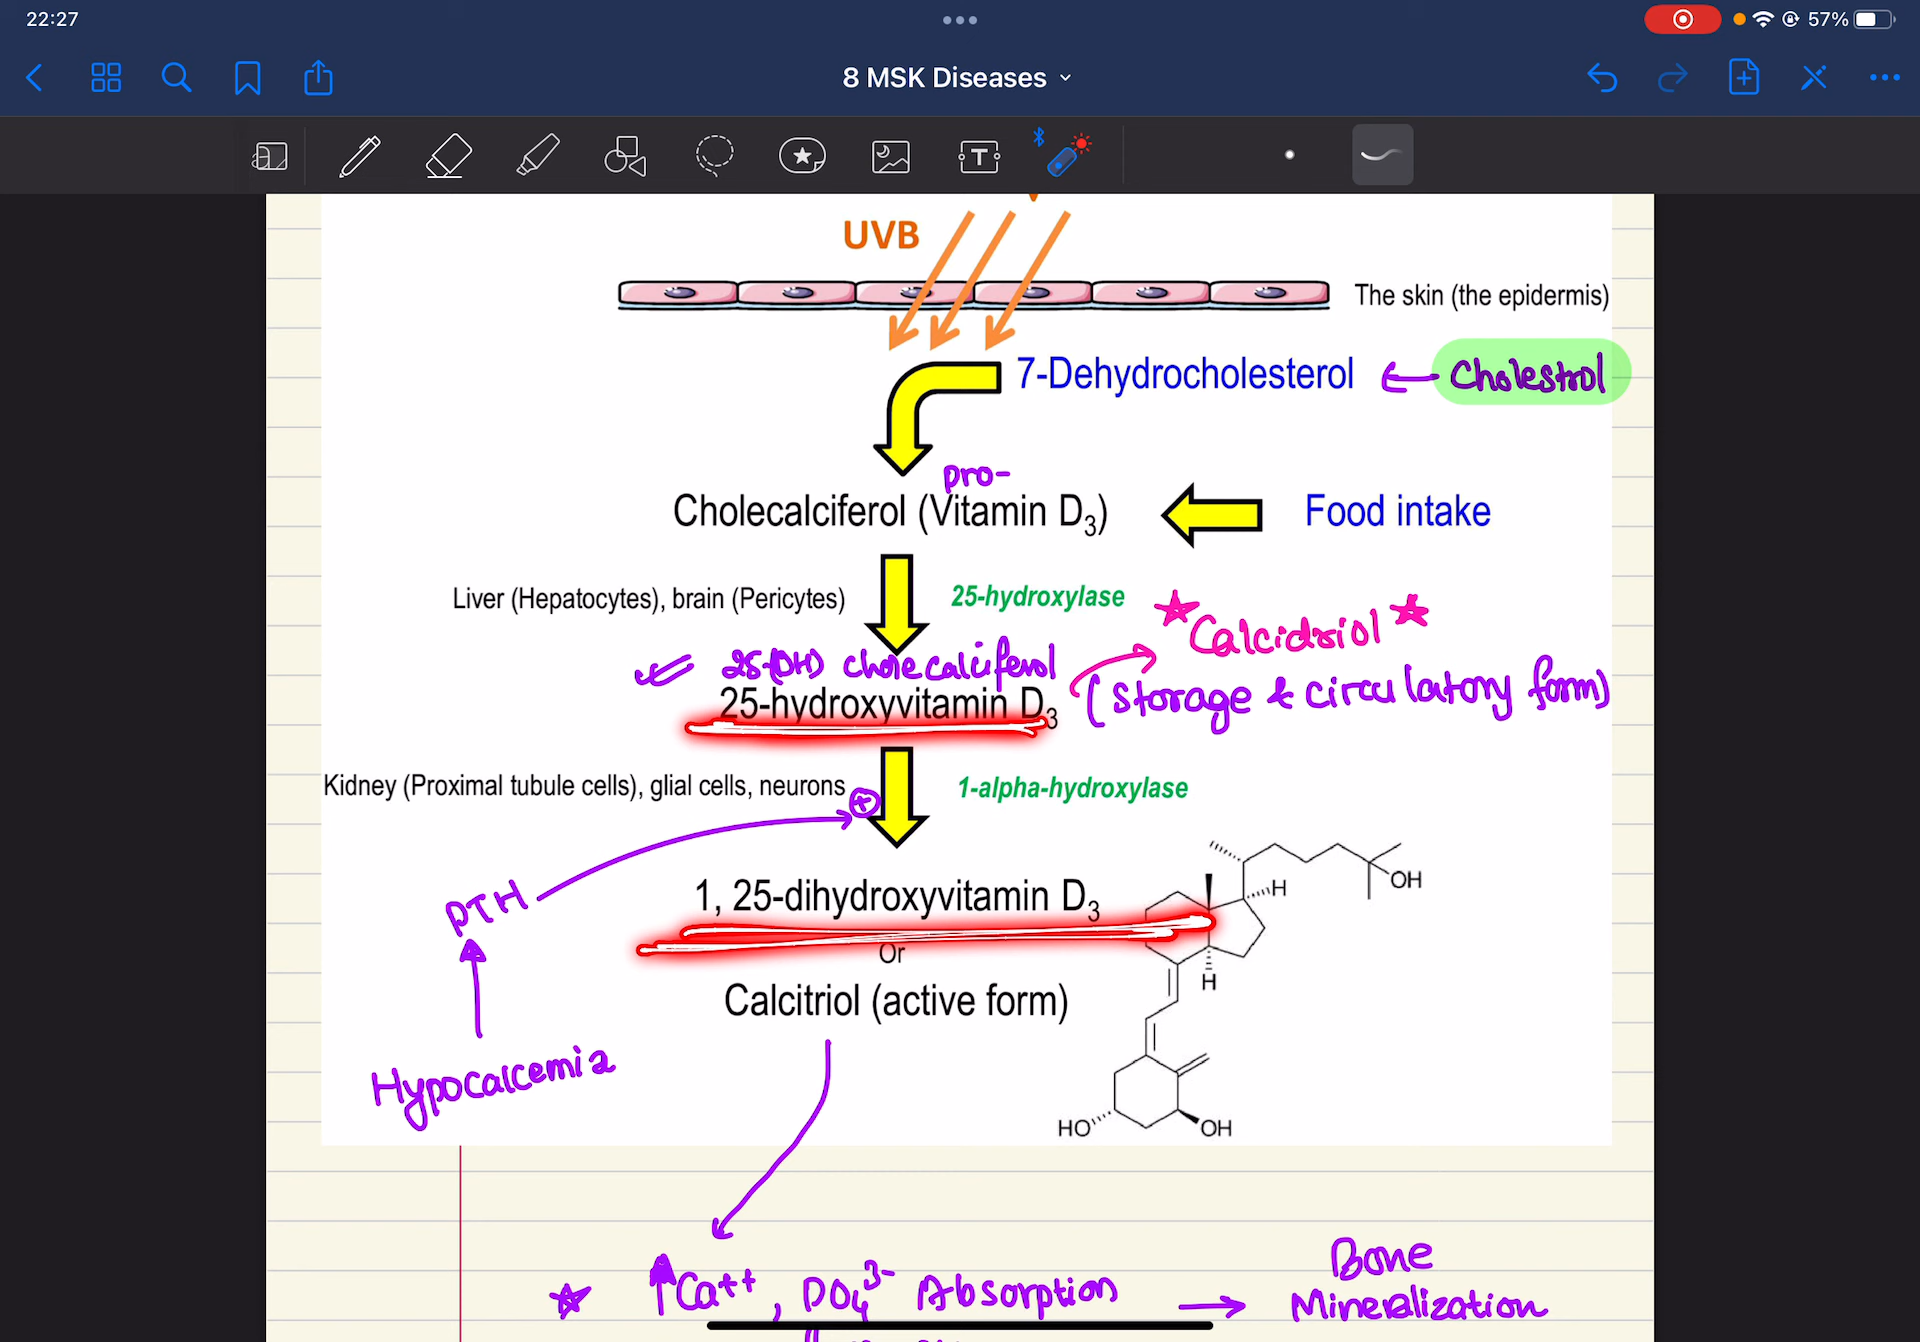 22:27
57%
8 MSK Diseases
T
UVB
The skin (the epidermis)
7-Dehydrocholesterol
Cholestrol
pro-
Cholecalciferol (Vitamin D3)
Food intake
Liver (Hepatocytes), brain (Pericytes)
25-hydroxylase
Calcidriol
25-(OH) cholecalciferol
25-hydroxyvitamin D3
(Storage & circulatory form)
Kidney (Proximal tubule cells), glial cells, neurons
+
1-alpha-hydroxylase
OH
H
PTH
1, 25-dihydroxyvitamin D3
Or
H
Calcitriol (active form)
Hypocalcemia
HO
OH
↑Ca++, PO4 3- Absorption → Bone
Mineralization